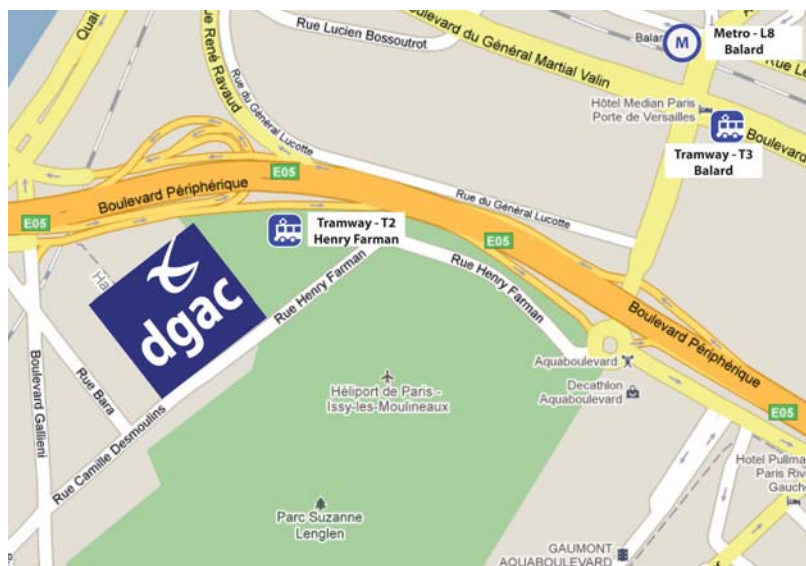 Quai
Rue Lucien Bossoutrot
Boulevard du Général Martial Valin
Balar
M
Metro - L8
Balard
Rue Le
Rue René Ravaud
Rue du Général Lucotte
Hôtel Median Paris
Porte de Versailles
Boulevard
Tramway - T3
Balard
E05
Boulevard Périphérique
Rue du Général Lucotte
E05
Tramway - T2
Henry Farman
E05
Ha
dgac
Rue Henry Farman
Rue Henry Farman
Boulevard Périphérique
Boulevard Gallieni
Rue Bara
Aquaboulevard
Héliport de Paris -
Issy-les-Moulineaux
Decathlon
Aquaboulevard
E05
Rue Camille Desmoulins
Hotel Pullma
Paris Riv
Gauch
Parc Suzanne
Lenglen
GAUMONT
AQUABOULEVARD